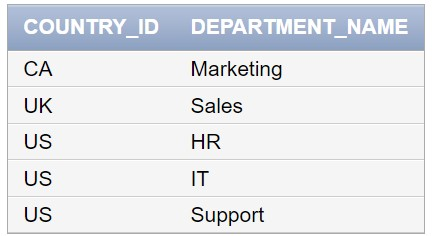 COUNTRY_ID DEPARTMENT_NAME
CA Marketing
UK Sales
US HR
US IT
US Support